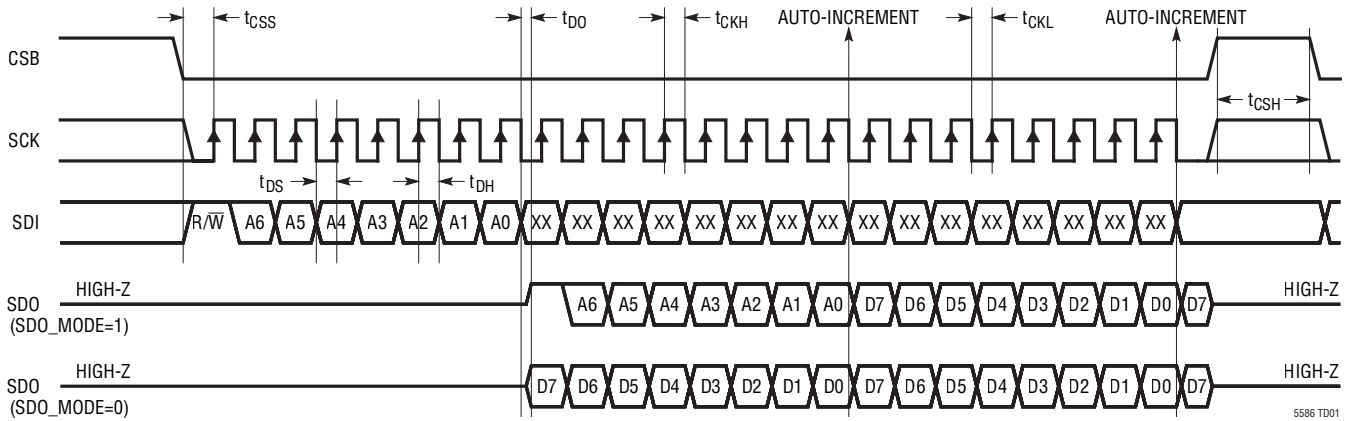 tCSS tDO tCKH AUTO-INCREMENT tCKL AUTO-INCREMENT
CSB
tCSH
SCK
tDS tDH
SDI R/W̅ A6 A5 A4 A3 A2 A1 A0 XX XX XX XX XX XX XX XX XX XX XX XX XX XX XX XX
HIGH-Z HIGH-Z
SDO A6 A5 A4 A3 A2 A1 A0 D7 D6 D5 D4 D3 D2 D1 D0 D7
(SDO_MODE=1)
HIGH-Z HIGH-Z
SDO D7 D6 D5 D4 D3 D2 D1 D0 D7 D6 D5 D4 D3 D2 D1 D0 D7
(SDO_MODE=0)
5586 TD01